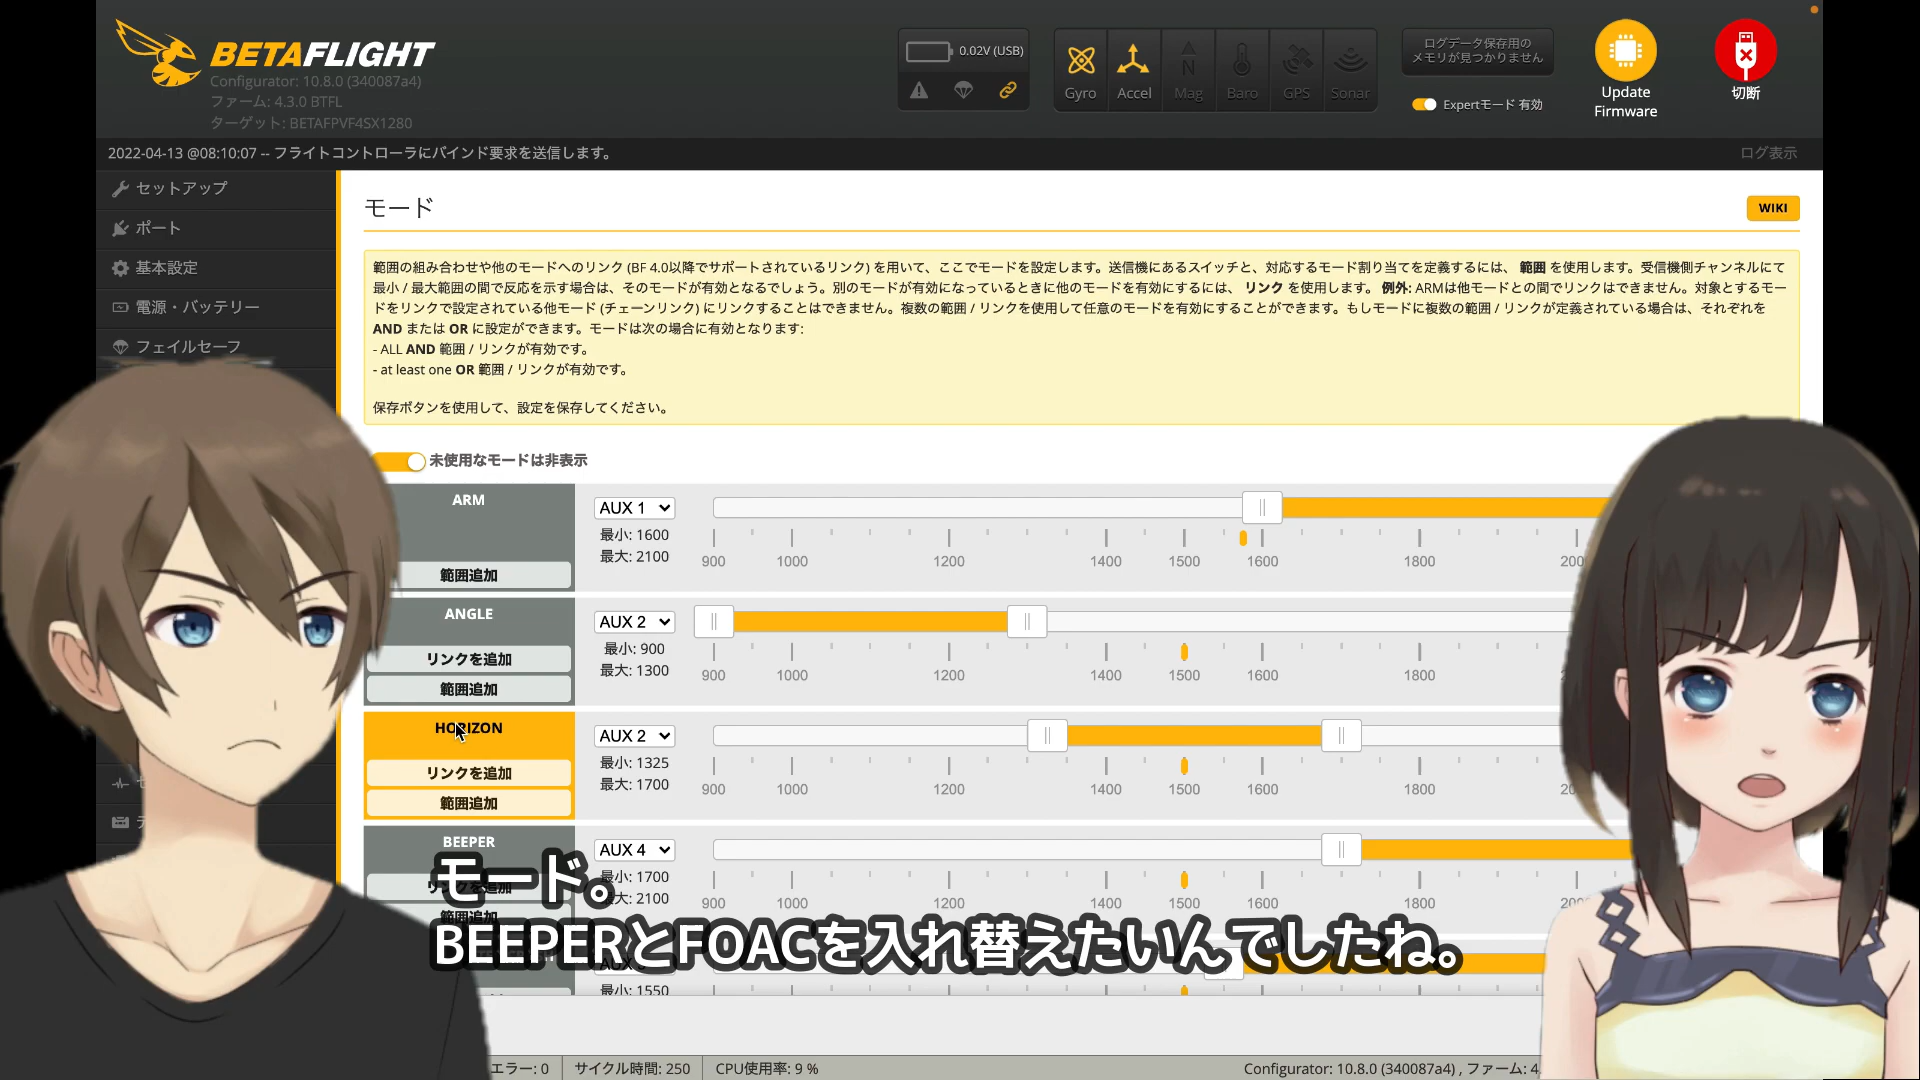 BETAFLIGHT
Configurator: 10.8.0 (340087a4)
ファーム: 4.3.0 BTFL
ターゲット: BETAFPVF4SX1280
0.02V (USB)
Gyro
Accel
Mag
Baro
GPS
Sonar
ログデータ保存用の
メモリが見つかりません
Expertモード 有効
Update
Firmware
切断
2022-04-13 @08:10:07 -- フライトコントローラにバインド要求を送信します。
ログ表示
セットアップ
ポート
基本設定
電源・バッテリー
フェイルセーフ
モード
WIKI
範囲の組み合わせや他のモードへのリンク (BF 4.0以降でサポートされているリンク) を用いて、ここでモードを設定します。送信機にあるスイッチと、対応するモード割り当てを定義するには、 範囲 を使用します。受信機側チャンネルにて
最小 / 最大範囲の間で反応を示す場合は、そのモードが有効となるでしょう。別のモードが有効になっているときに他のモードを有効にするには、 リンク を使用します。 例外: ARMは他モードとの間でリンクはできません。対象とするモー
ドをリンクで設定されている他モード (チェーンリンク) にリンクすることはできません。複数の範囲 / リンクを使用して任意のモードを有効にすることができます。もしモードに複数の範囲 / リンクが定義されている場合は、それぞれを
AND または OR に設定ができます。モードは次の場合に有効となります:
- ALL AND 範囲 / リンクが有効です。
- at least one OR 範囲 / リンクが有効です。
保存ボタンを使用して、設定を保存してください。
未使用なモードは非表示
ARM
範囲追加
AUX 1
最小: 1600
最大: 2100
900 1000 1200 1400 1500 1600 1800
ANGLE
リンクを追加
範囲追加
AUX 2
最小: 900
最大: 1300
900 1000 1200 1400 1500 1600 1800
HORIZON
リンクを追加
範囲追加
AUX 2
最小: 1325
最大: 1700
900 1000 1200 1400 1500 1600 1800
BEEPER
リンクを追加
範囲追加
AUX 4
最小: 1700
最大: 2100
900 1000 1200 1400 1500 1600 1800
最小: 1550
モード。
BEEPERとFOACを入れ替えたいんでしたね。
エラー: 0
サイクル時間: 250
CPU使用率: 9 %
Configurator: 10.8.0 (340087a4) , ファーム: 4